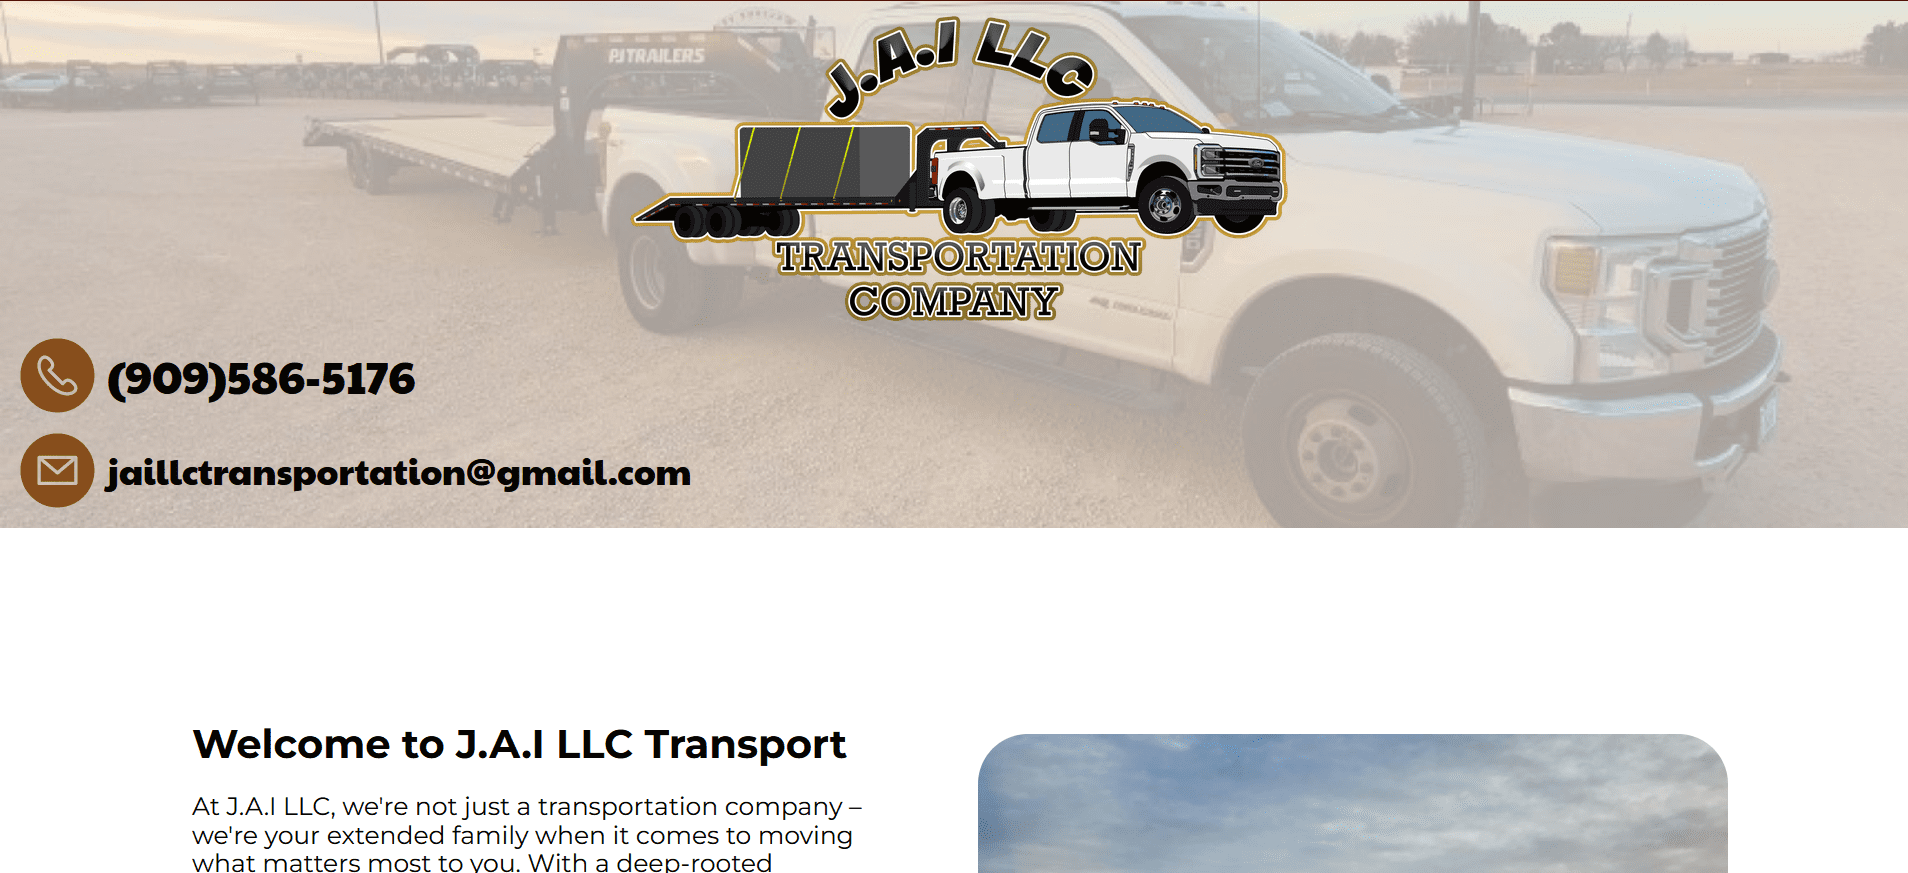 PJTRAILERS
J.A.I LLC
TRANSPORTATION
COMPANY
(909)586-5176
jaillctransportation@gmail.com
Welcome to J.A.I LLC Transport
At J.A.I LLC, we're not just a transportation company –
we're your extended family when it comes to moving
what matters most to you. With a deep-rooted